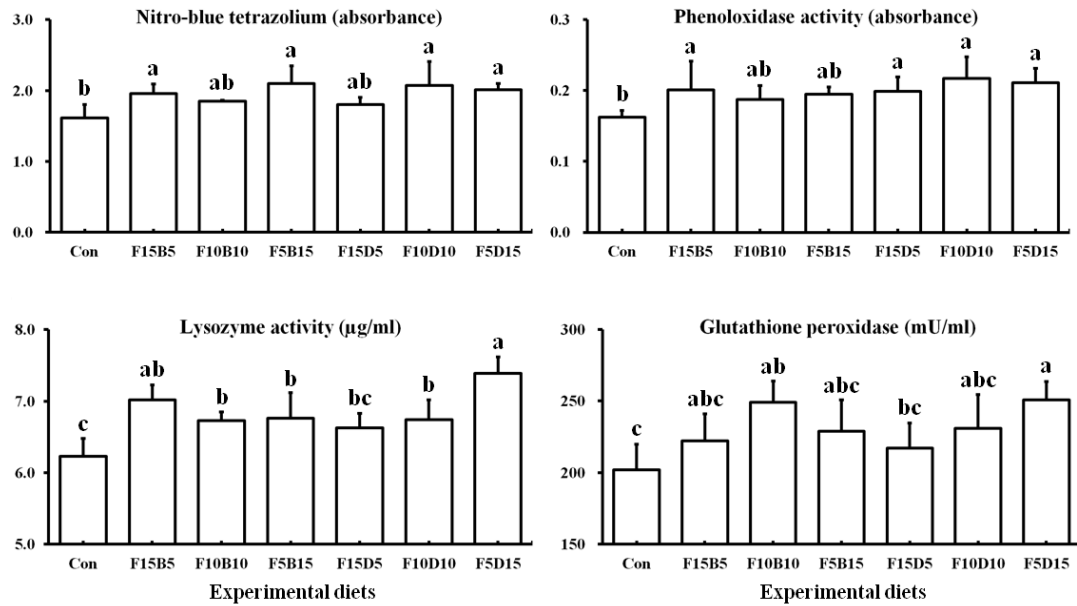 Nitro-blue tetrazolium (absorbance)
3.0
2.0
1.0
0.0
b
a
ab
a
ab
a
a
Con F15B5 F10B10 F5B15 F15D5 F10D10 F5D15
Phenoloxidase activity (absorbance)
0.3
0.2
0.1
0.0
b
a
ab
ab
a
a
a
Con F15B5 F10B10 F5B15 F15D5 F10D10 F5D15
Lysozyme activity (µg/ml)
8.0
7.0
6.0
5.0
c
ab
b
b
bc
b
a
Con F15B5 F10B10 F5B15 F15D5 F10D10 F5D15
Experimental diets
Glutathione peroxidase (mU/ml)
300
250
200
150
c
abc
ab
abc
bc
abc
a
Con F15B5 F10B10 F5B15 F15D5 F10D10 F5D15
Experimental diets